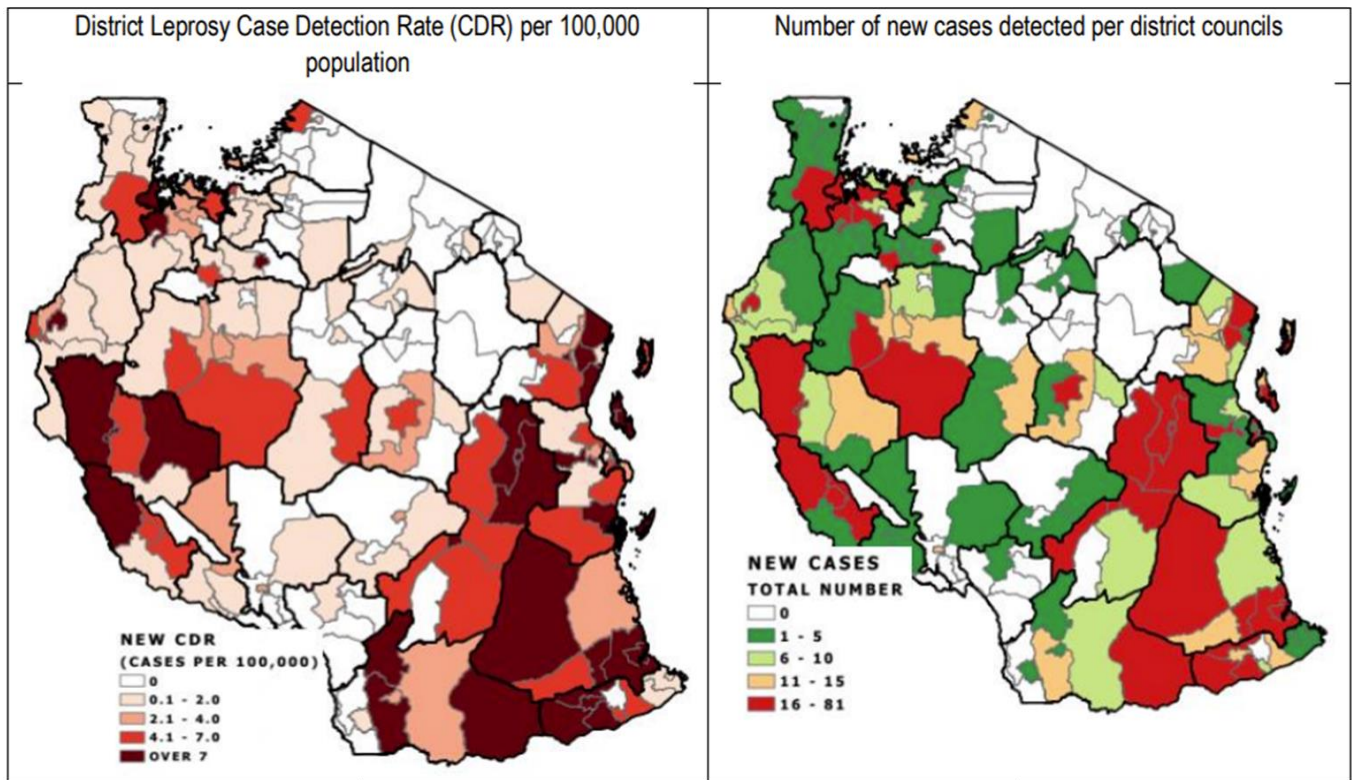 District Leprosy Case Detection Rate (CDR) per 100,000
population
Number of new cases detected per district councils
NEW CDR
(CASES PER 100,000)
0
0.1 - 2.0
2.1 - 4.0
4.1 - 7.0
OVER 7
NEW CASES
TOTAL NUMBER
0
1 - 5
6 - 10
11 - 15
16 - 81